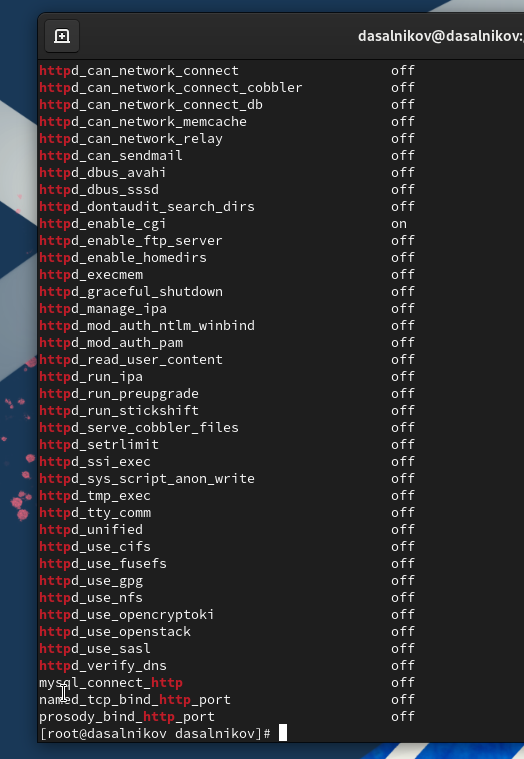 dasalnikov@dasalnikov:
httpd_can_network_connect off
httpd_can_network_connect_cobbler off
httpd_can_network_connect_db off
httpd_can_network_memcache off
httpd_can_network_relay off
httpd_can_sendmail off
httpd_dbus_avahi off
httpd_dbus_sssd off
httpd_dontaudit_search_dirs off
httpd_enable_cgi on
httpd_enable_ftp_server off
httpd_enable_homedirs off
httpd_execmem off
httpd_graceful_shutdown off
httpd_manage_ipa off
httpd_mod_auth_ntlm_winbind off
httpd_mod_auth_pam off
httpd_read_user_content off
httpd_run_ipa off
httpd_run_preupgrade off
httpd_run_stickshift off
httpd_serve_cobbler_files off
httpd_setrlimit off
httpd_ssi_exec off
httpd_sys_script_anon_write off
httpd_tmp_exec off
httpd_tty_comm off
httpd_unified off
httpd_use_cifs off
httpd_use_fusefs off
httpd_use_gpg off
httpd_use_nfs off
httpd_use_opencryptoki off
httpd_use_openstack off
httpd_use_sasl off
httpd_verify_dns off
mysql_connect_http off
named_tcp_bind_http_port off
prosody_bind_http_port off
[root@dasalnikov dasalnikov]#